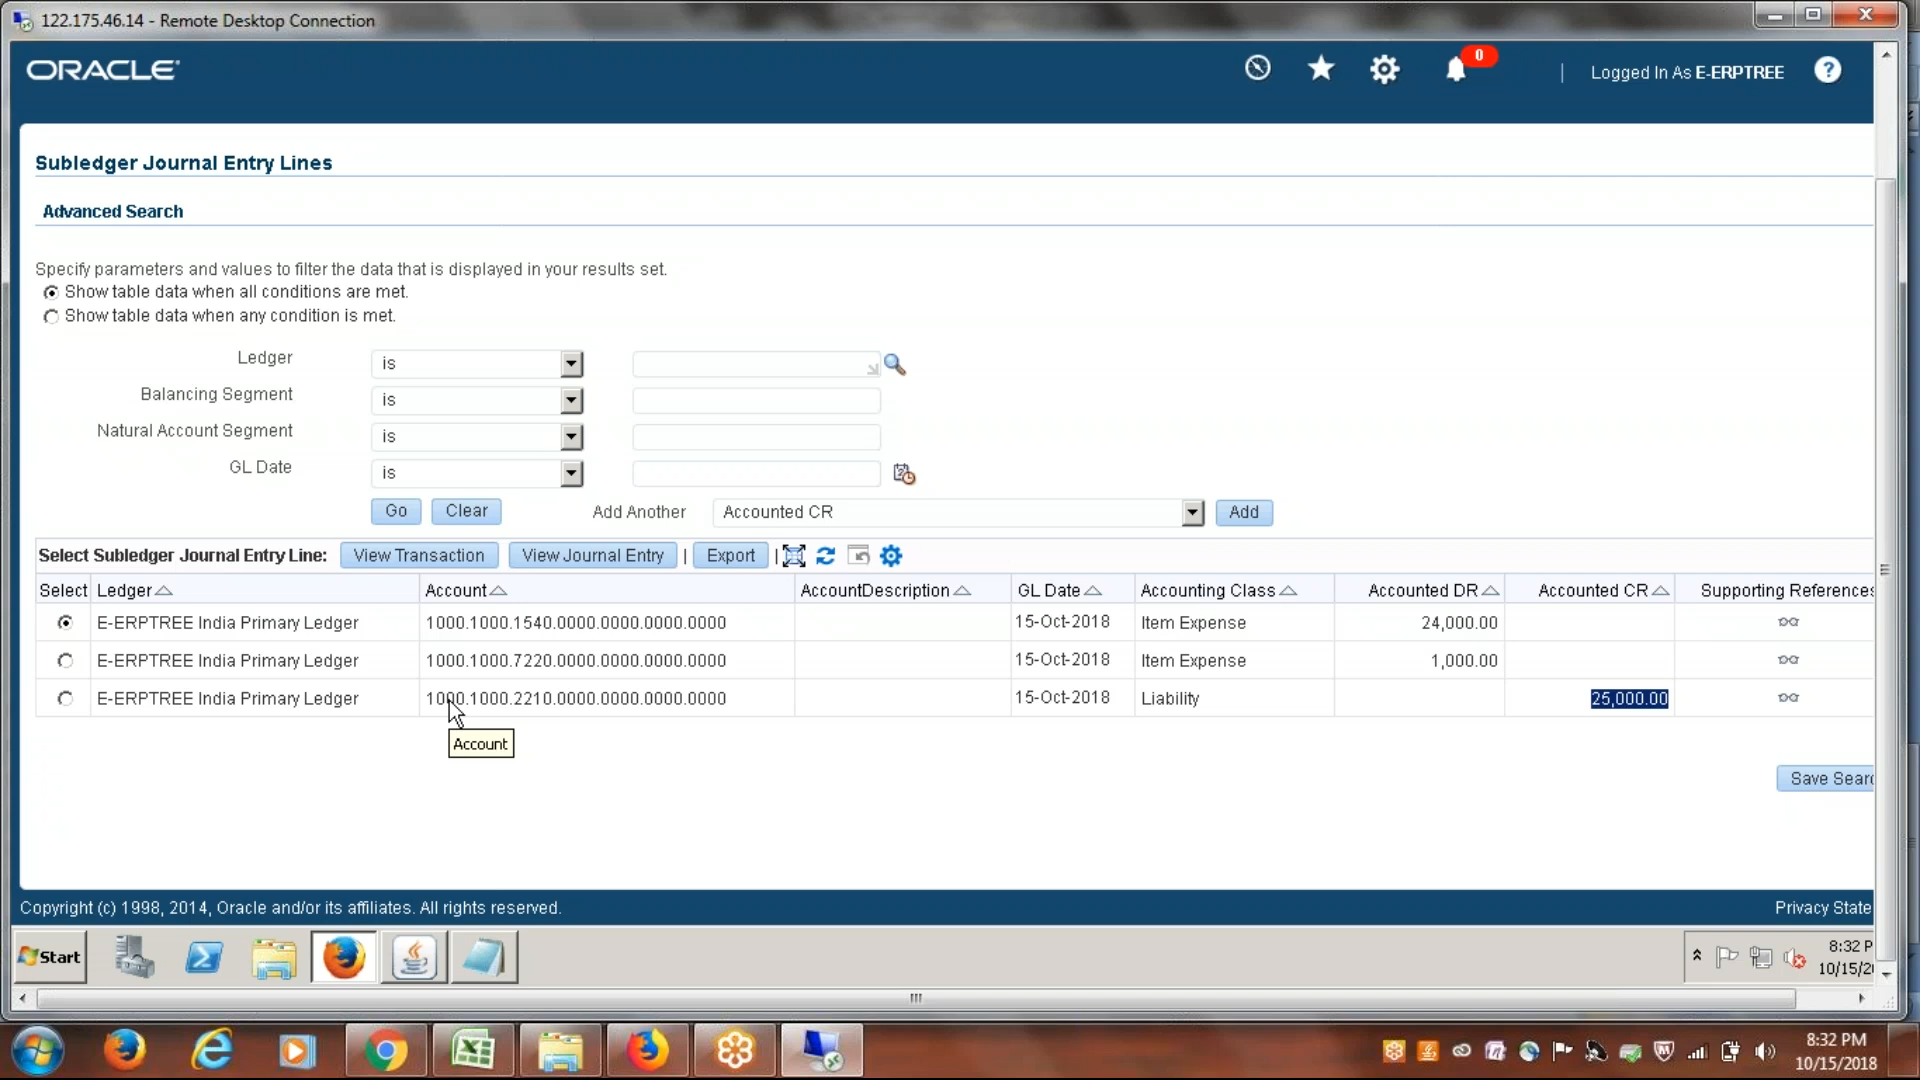 122.175.46.14 - Remote Desktop Connection
ORACLE
0
Logged In As E-ERPTREE
?
Subledger Journal Entry Lines
Advanced Search
Specify parameters and values to filter the data that is displayed in your results set.
Show table data when all conditions are met.
Show table data when any condition is met.
Ledger is
Balancing Segment is
Natural Account Segment is
GL Date is
Go Clear Add Another Accounted CR Add
Select Subledger Journal Entry Line: View Transaction View Journal Entry | Export |
Select Ledger Account AccountDescription GL Date Accounting Class Accounted DR Accounted CR Supporting References
E-ERPTREE India Primary Ledger 1000.1000.1540.0000.0000.0000.0000 15-Oct-2018 Item Expense 24,000.00
E-ERPTREE India Primary Ledger 1000.1000.7220.0000.0000.0000.0000 15-Oct-2018 Item Expense 1,000.00
E-ERPTREE India Primary Ledger 1000.1000.2210.0000.0000.0000.0000 15-Oct-2018 Liability 25,000.00
Account
Save Searc
Copyright (c) 1998, 2014, Oracle and/or its affiliates. All rights reserved. Privacy State
Start 8:32 P
10/15/2
8:32 PM
10/15/2018